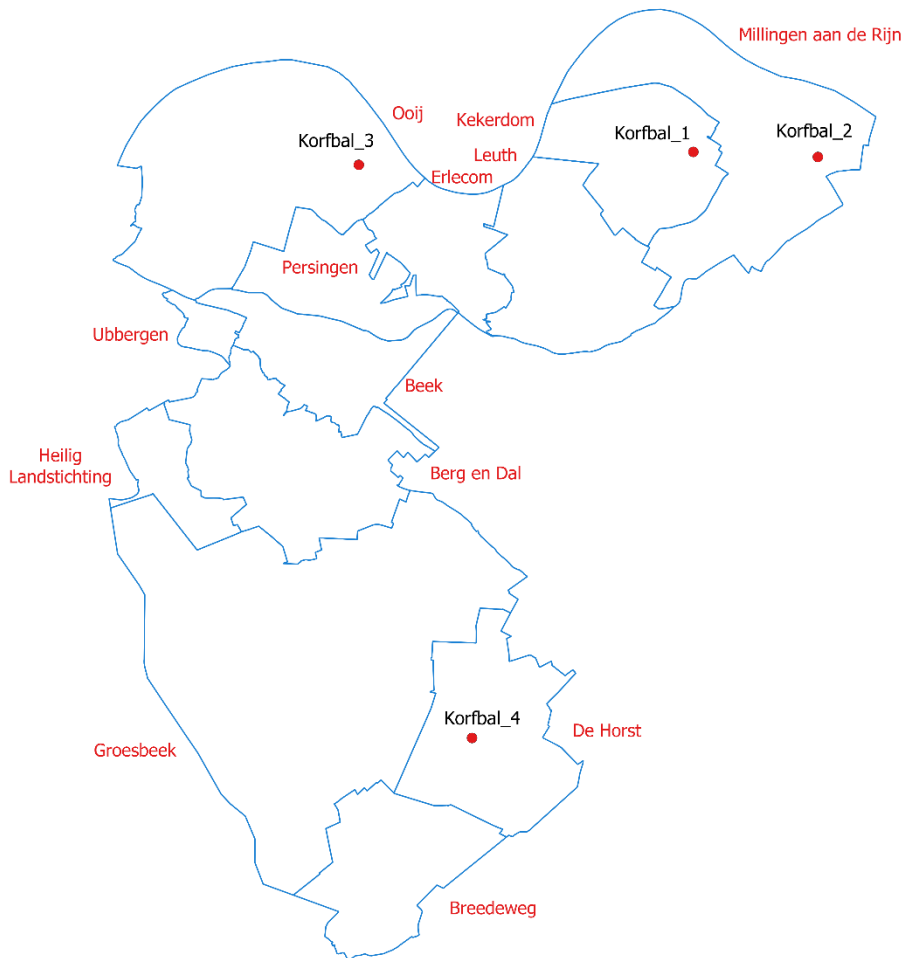 Millingen aan de Rijn
Ooij
Kekerdom
Korfbal_1
Korfbal_2
Korfbal_3
Leuth
Erlecom
Persingen
Ubbergen
Beek
Heilig
Landstichting
Berg en Dal
Korfbal_4
De Horst
Groesbeek
Breedeweg